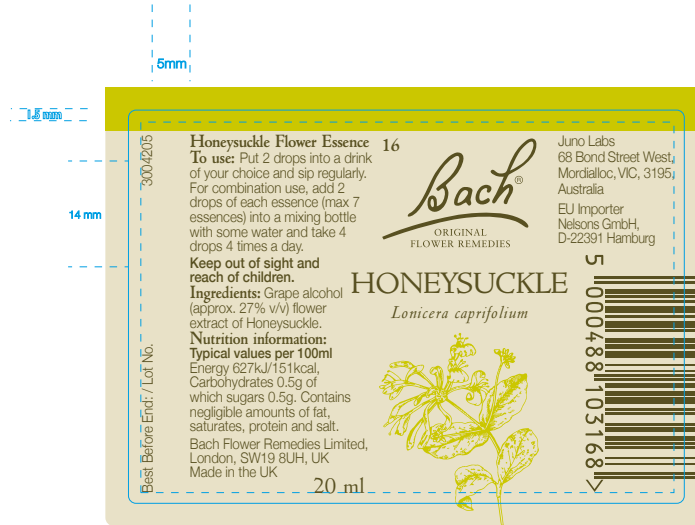 5mm
1.5 mm
14 mm
3004205
Best Before End: / Lot No.
Honeysuckle Flower Essence
To use: Put 2 drops into a drink
of your choice and sip regularly.
For combination use, add 2
drops of each essence (max 7
essences) into a mixing bottle
with some water and take 4
drops 4 times a day.
Keep out of sight and
reach of children.
Ingredients: Grape alcohol
(approx. 27% v/v) flower
extract of Honeysuckle.
Nutrition information:
Typical values per 100ml
Energy 627kJ/151kcal,
Carbohydrates 0.5g of
which sugars 0.5g. Contains
negligible amounts of fat,
saturates, protein and salt.
Bach Flower Remedies Limited,
London, SW19 8UH, UK
Made in the UK
16
Bach®
ORIGINAL
FLOWER REMEDIES
HONEYSUCKLE
Lonicera caprifolium
20 ml
Juno Labs
68 Bond Street West,
Mordialloc, VIC, 3195,
Australia
EU Importer
Nelsons GmbH,
D-22391 Hamburg
5 000488 103168 >